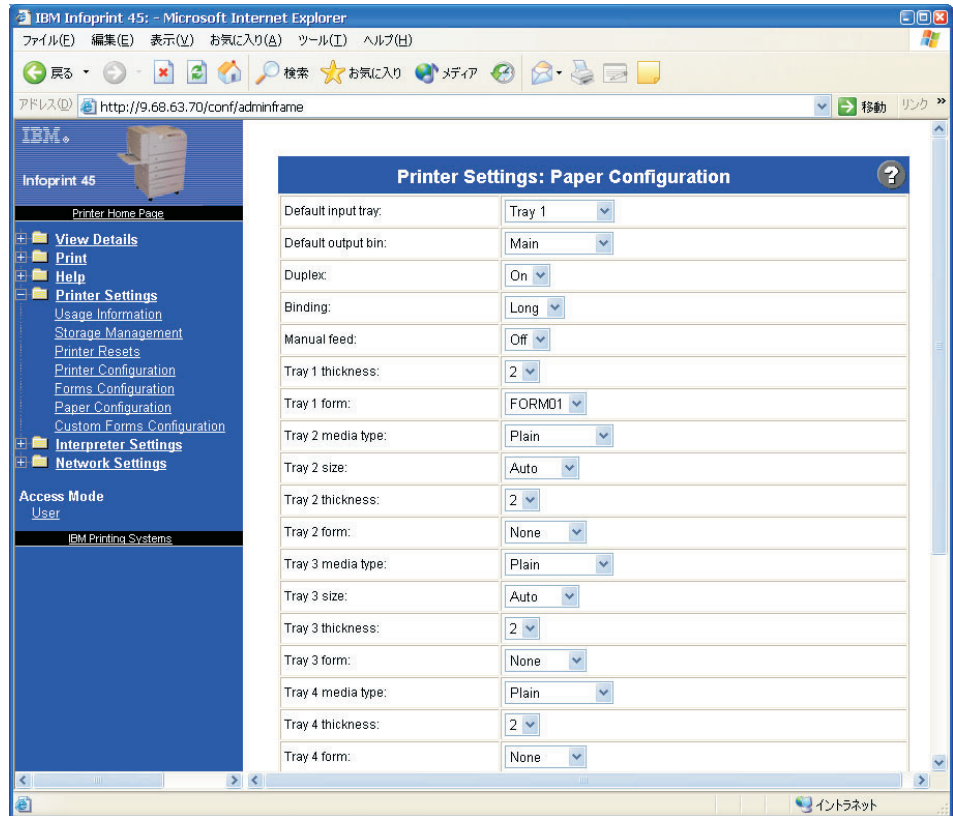 IBM Infoprint 45: - Microsoft Internet Explorer
ファイル(F) 編集(E) 表示(V) お気に入り(A) ツール(T) ヘルプ(H)
戻る 検索 お気に入り メディア
アドレス(D) http://9.68.63.70/conf/adminframe 移動 リンク »
IBM
Infoprint 45
Printer Home Page
View Details
Print
Help
Printer Settings
Usage Information
Storage Management
Printer Resets
Printer Configuration
Forms Configuration
Paper Configuration
Custom Forms Configuration
Interpreter Settings
Network Settings
Access Mode
User
IBM Printing Systems
Printer Settings: Paper Configuration ?
Default input tray: Tray 1
Default output bin: Main
Duplex: On
Binding: Long
Manual feed: Off
Tray 1 thickness: 2
Tray 1 form: FORM01
Tray 2 media type: Plain
Tray 2 size: Auto
Tray 2 thickness: 2
Tray 2 form: None
Tray 3 media type: Plain
Tray 3 size: Auto
Tray 3 thickness: 2
Tray 3 form: None
Tray 4 media type: Plain
Tray 4 thickness: 2
Tray 4 form: None
イントラネット